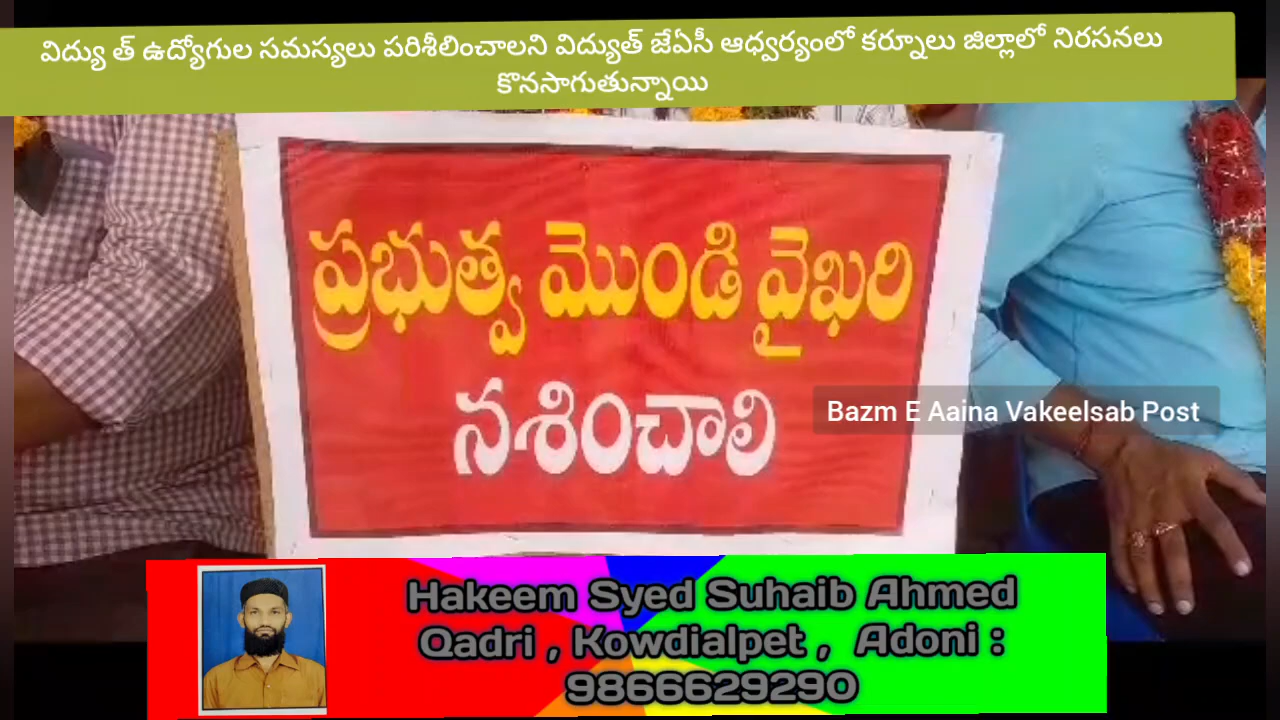 విద్యు త్ ఉద్యోగుల సమస్యలు పరిశీలించాలని విద్యుత్ జేఏసీ ఆధ్వర్యంలో కర్నూలు జిల్లాలో నిరసనలు
కొనసాగుతున్నాయి
ప్రభుత్వ మొండి వైఖరి
నశించాలి
Bazm E Aaina Vakeelsab Post
Hakeem Syed Suhaib Ahmed
Qadri , Kowdialpet , Adoni :
9866629290